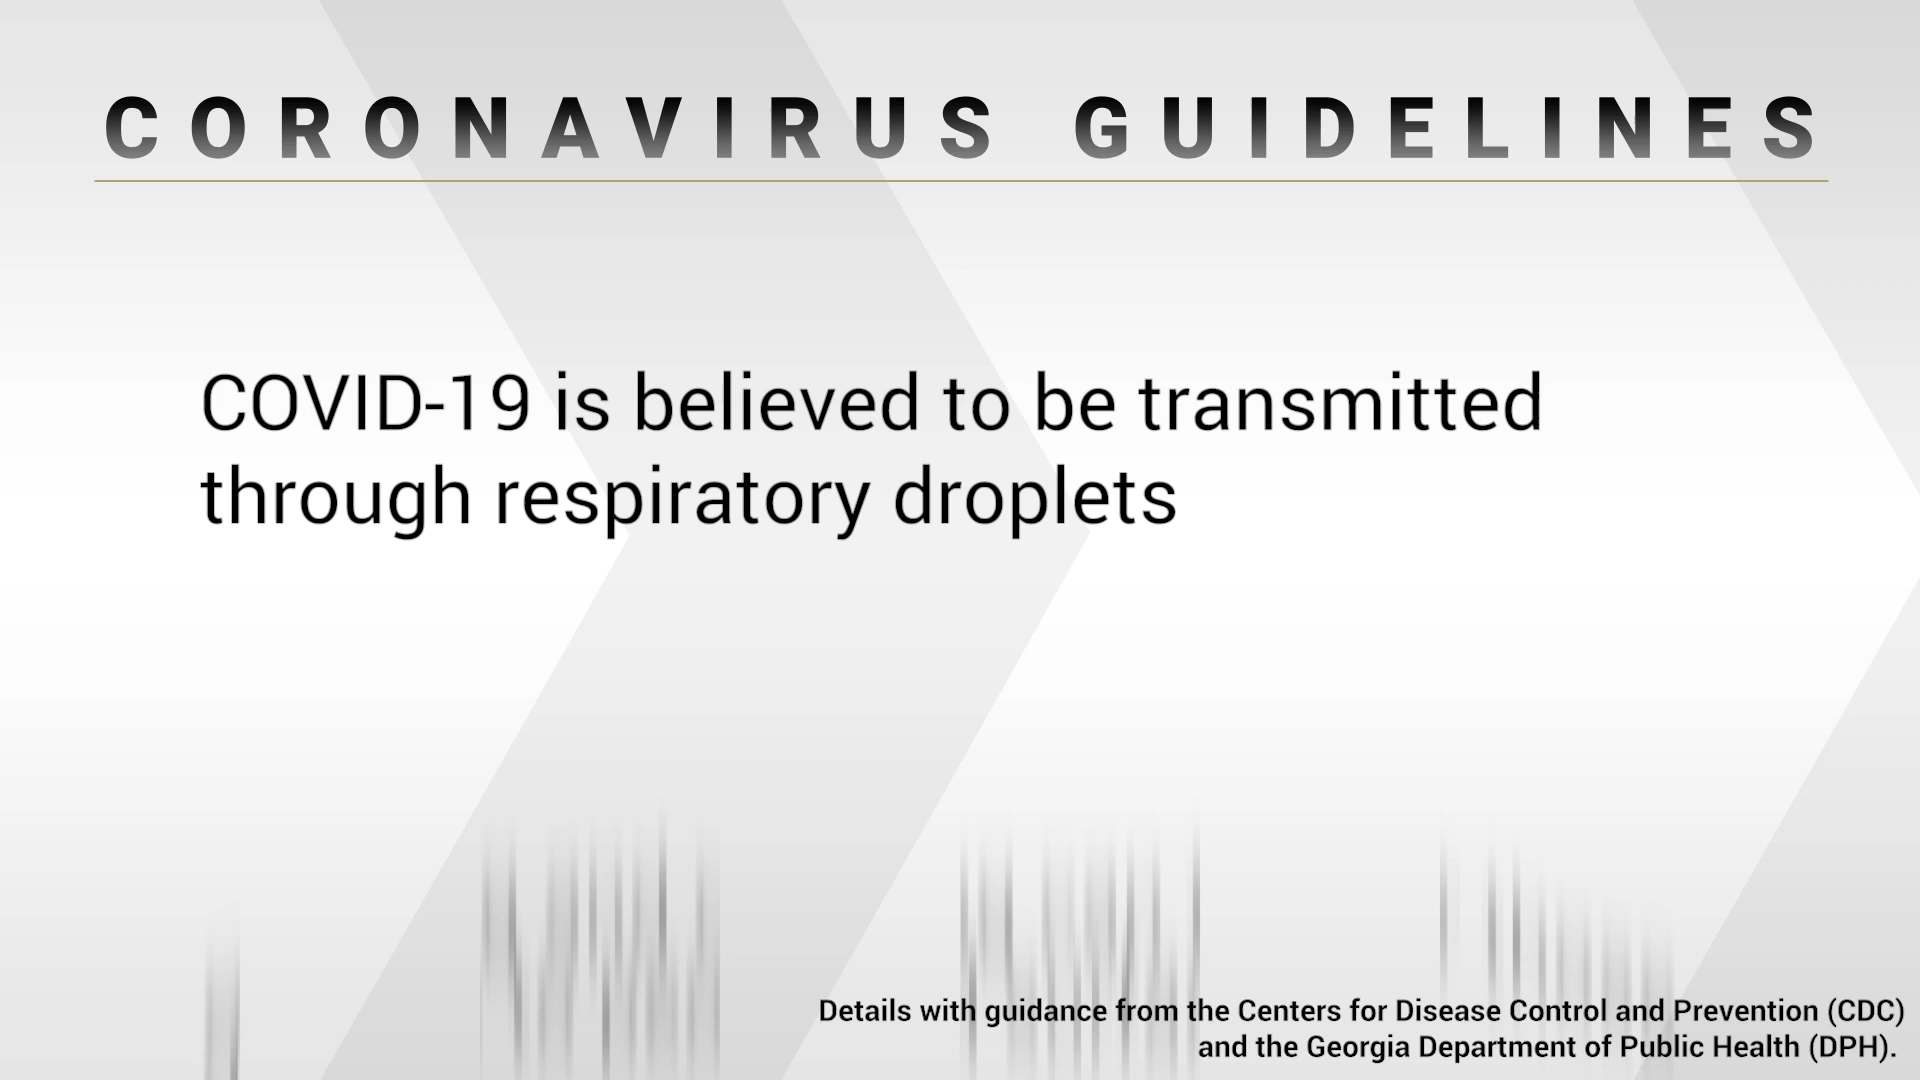 CORONAVIRUS GUIDELINES
COVID-19 is believed to be transmitted
through respiratory droplets
Details with guidance from the Centers for Disease Control and Prevention (CDC)
and the Georgia Department of Public Health (DPH).